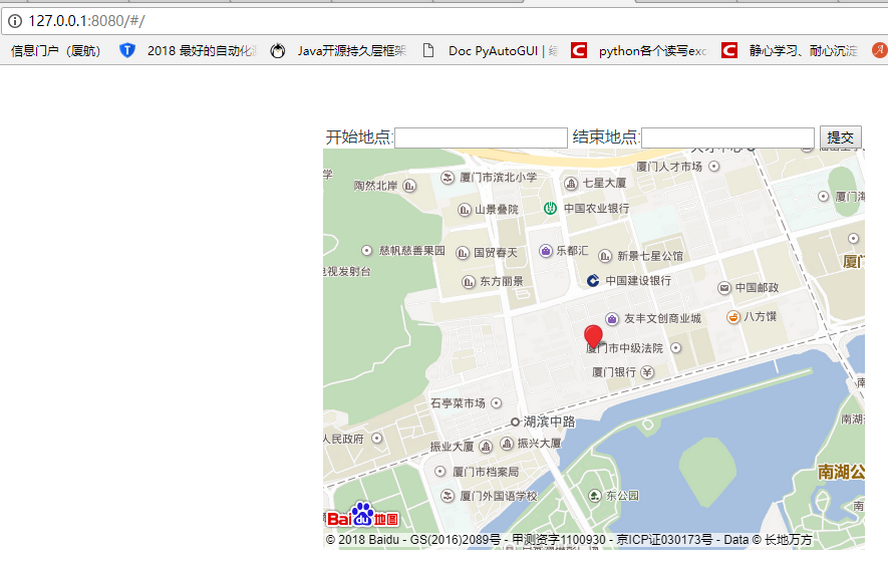 127.0.0.1:8080/#/
信息门户（厦航） 2018 最好的自动化 Java开源持久层框架 Doc PyAutoGUI | python各个读写exc 静心学习、耐心沉淀
开始地点: 结束地点: 提交
厦门市滨北小学
厦门人才市场
学
陶然北岸
七星大厦
山景叠院
中国农业银行
慈帆慈善果园
国贸春天
乐都汇
新景七星公馆
电视发射台
东方丽景
中国建设银行
中国邮政
友丰文创商业城
八方馔
厦门市中级法院
厦门银行
石亭菜市场
湖滨中路
人民政府
振业大厦
振兴大厦
厦门市档案局
南湖公
厦门外国语学校
东公园
Bai du 地图
© 2018 Baidu - GS(2016)2089号 - 甲测资字1100930 - 京ICP证030173号 - Data © 长地万方